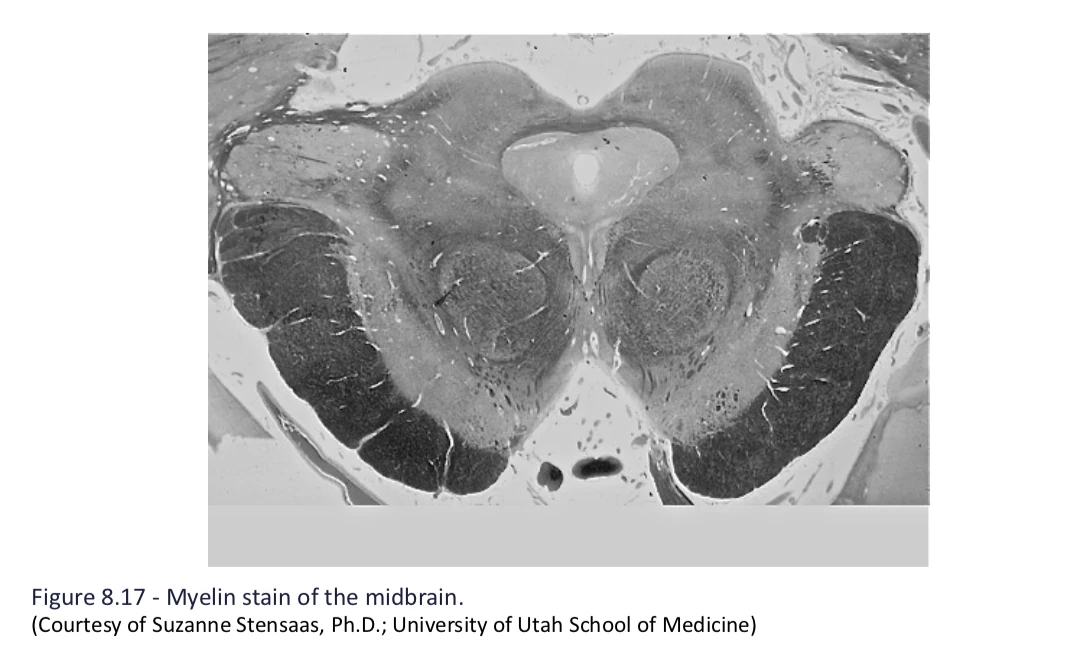 Figure 8.17 - Myelin stain of the midbrain.
(Courtesy of Suzanne Stensaas, Ph.D.; University of Utah School of Medicine)